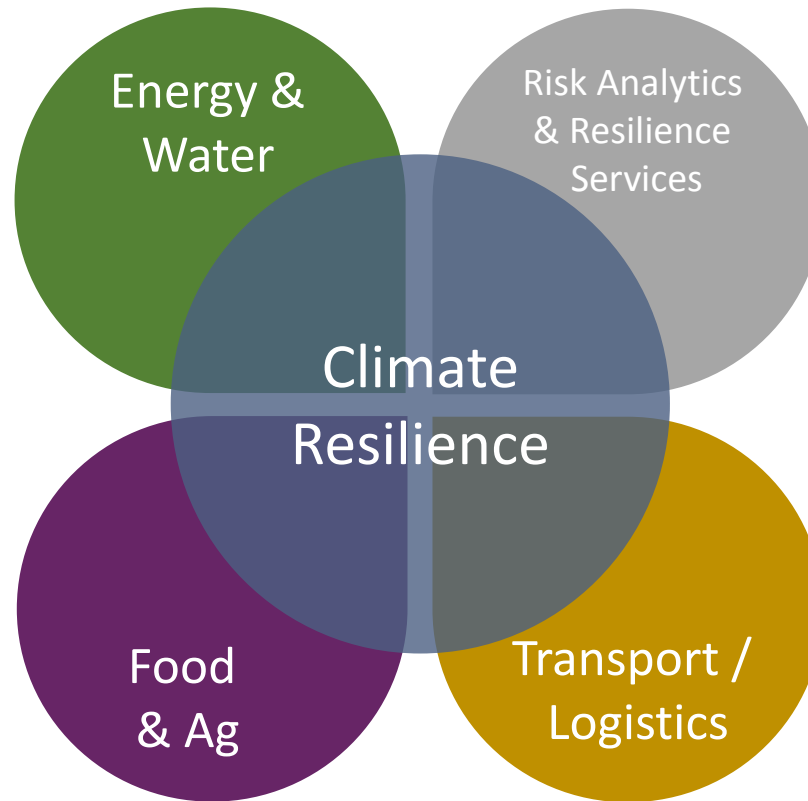 Energy &
Water
Risk Analytics
& Resilience
Services
Climate
Resilience
Food
& Ag
Transport /
Logistics